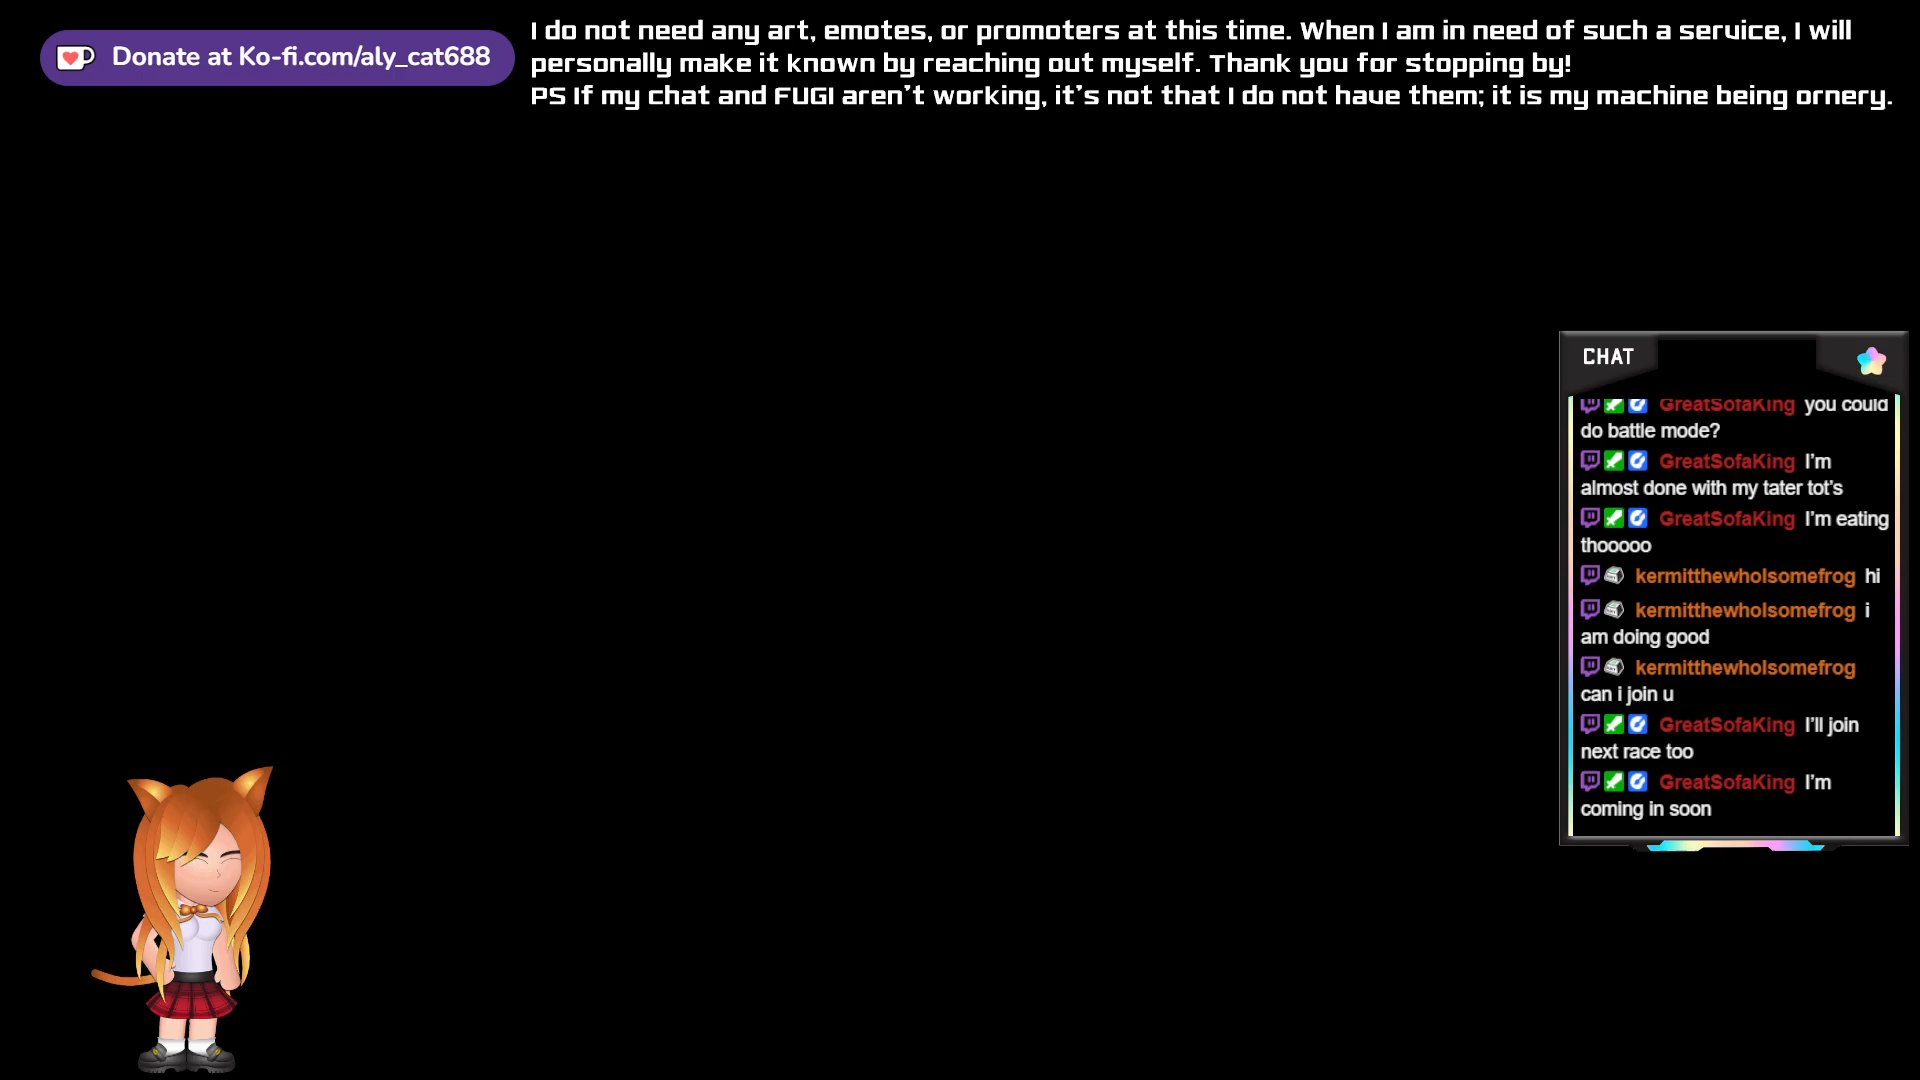 Donate at Ko-fi.com/aly_cat688
I do not need any art, emotes, or promoters at this time. When I am in need of such a service, I will
personally make it known by reaching out myself. Thank you for stopping by!
PS If my chat and FUGI aren't working, it's not that I do not have them; it is my machine being ornery.
CHAT
GreatSofaKing you could
do battle mode?
GreatSofaKing I'm
almost done with my tater tot's
GreatSofaKing I'm eating
thooooo
kermitthewholsomefrog hi
kermitthewholsomefrog i
am doing good
kermitthewholsomefrog
can i join u
GreatSofaKing I'll join
next race too
GreatSofaKing I'm
coming in soon